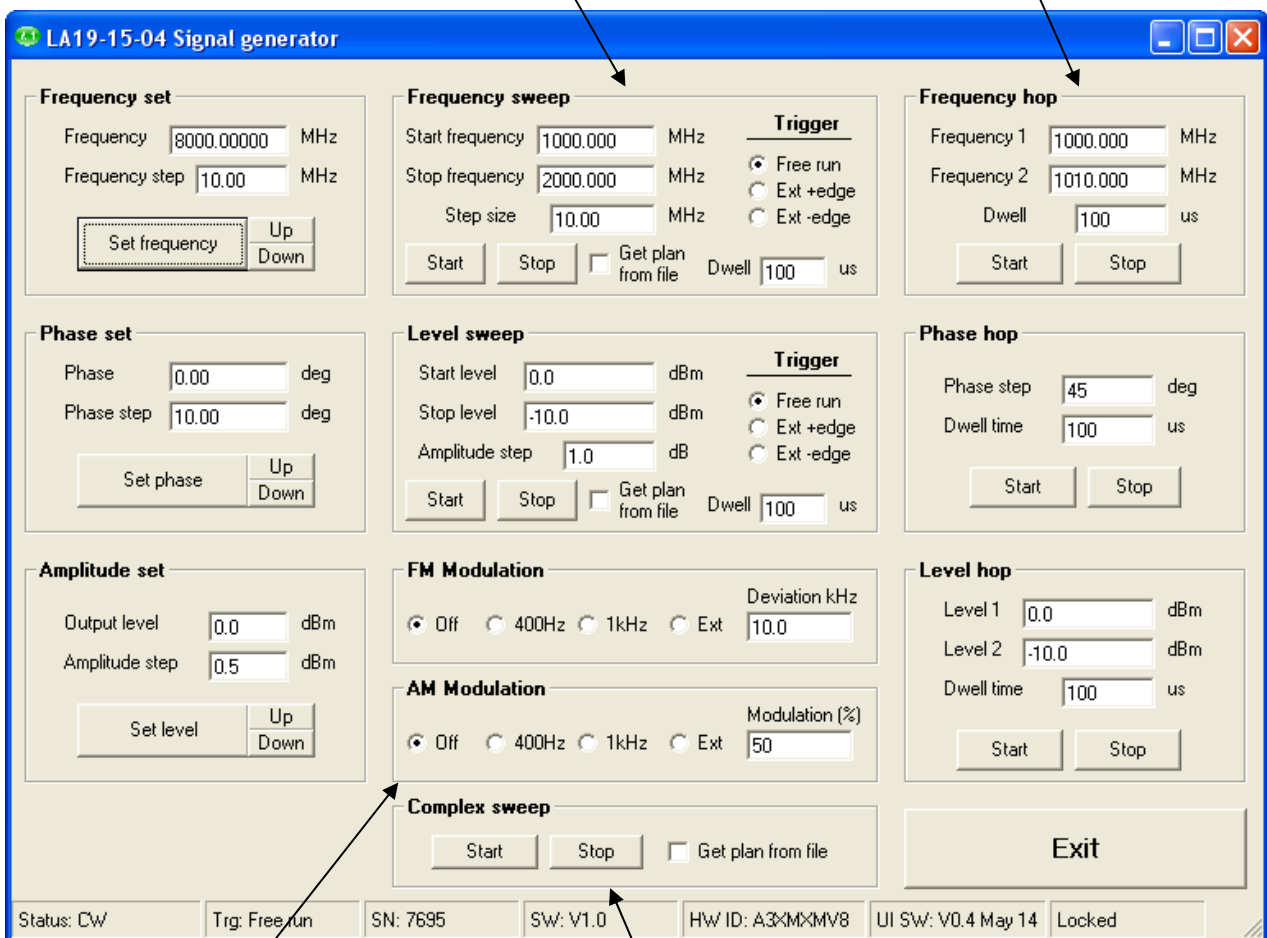 LA19-15-04 Signal generator
Frequency set
Frequency 8000.00000 MHz
Frequency step 10.00 MHz
Set frequency
Up
Down
Frequency sweep
Start frequency 1000.000 MHz
Stop frequency 2000.000 MHz
Step size 10.00 MHz
Trigger
Free run
Ext +edge
Ext -edge
Start
Stop
Get plan
from file
Dwell 100 us
Frequency hop
Frequency 1 1000.000 MHz
Frequency 2 1010.000 MHz
Dwell 100 us
Start
Stop
Phase set
Phase 0.00 deg
Phase step 10.00 deg
Set phase
Up
Down
Level sweep
Start level 0.0 dBm
Stop level -10.0 dBm
Amplitude step 1.0 dB
Trigger
Free run
Ext +edge
Ext -edge
Start
Stop
Get plan
from file
Dwell 100 us
Phase hop
Phase step 45 deg
Dwell time 100 us
Start
Stop
Amplitude set
Output level 0.0 dBm
Amplitude step 0.5 dBm
Set level
Up
Down
FM Modulation
Deviation kHz
Off 400Hz 1kHz Ext 10.0
AM Modulation
Modulation (%)
Off 400Hz 1kHz Ext 50
Level hop
Level 1 0.0 dBm
Level 2 -10.0 dBm
Dwell time 100 us
Start
Stop
Complex sweep
Start
Stop
Get plan from file
Exit
Status: CW
Trg: Free run
SN: 7695
SW: V1.0
HW ID: A3XMXMV8
UI SW: V0.4 May 14
Locked